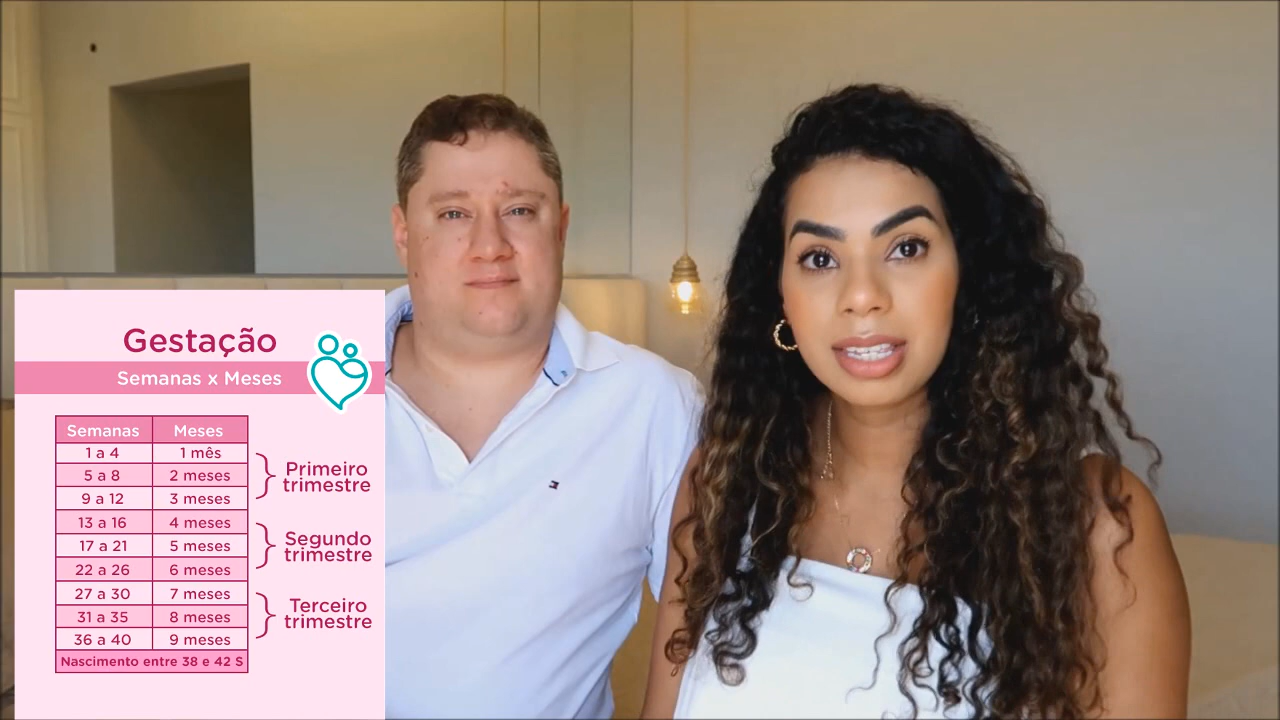 Gestação
Semanas x Meses
Semanas Meses
1 a 4 1 mês
5 a 8 2 meses
9 a 12 3 meses
Primeiro
trimestre
13 a 16 4 meses
17 a 21 5 meses
22 a 26 6 meses
Segundo
trimestre
27 a 30 7 meses
31 a 35 8 meses
36 a 40 9 meses
Terceiro
trimestre
Nascimento entre 38 e 42 S